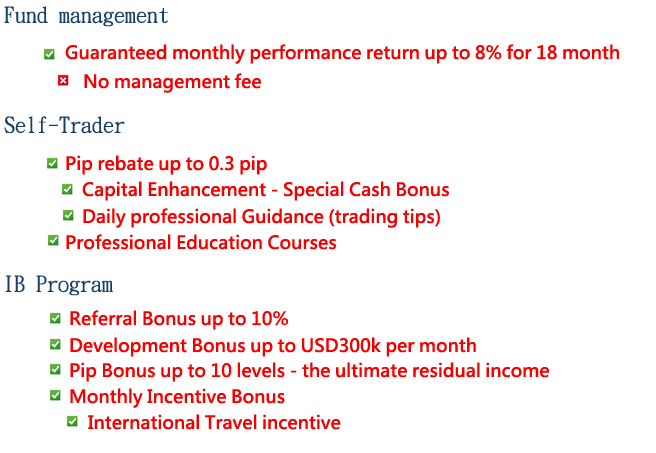 Fund management
Guaranteed monthly performance return up to 8% for 18 month
No management fee
Self-Trader
Pip rebate up to 0.3 pip
Capital Enhancement - Special Cash Bonus
Daily professional Guidance (trading tips)
Professional Education Courses
IB Program
Referral Bonus up to 10%
Development Bonus up to USD300k per month
Pip Bonus up to 10 levels - the ultimate residual income
Monthly Incentive Bonus
International Travel incentive